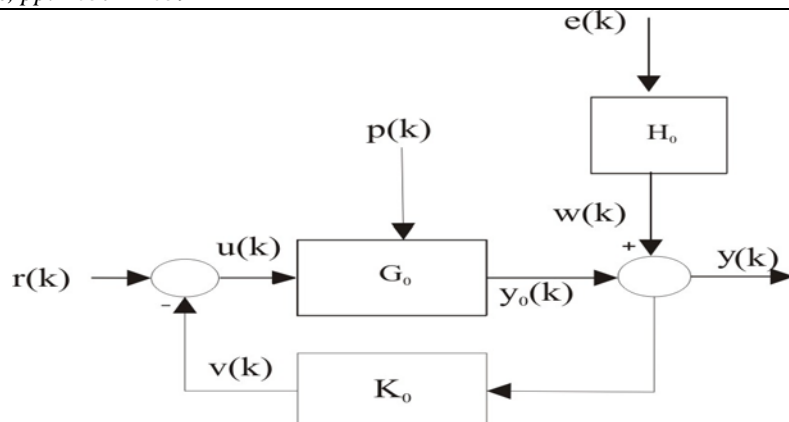 e(k)
H₀
p(k)
w(k)
+
r(k)
u(k)
G₀
y₀(k)
y(k)
-
v(k)
K₀